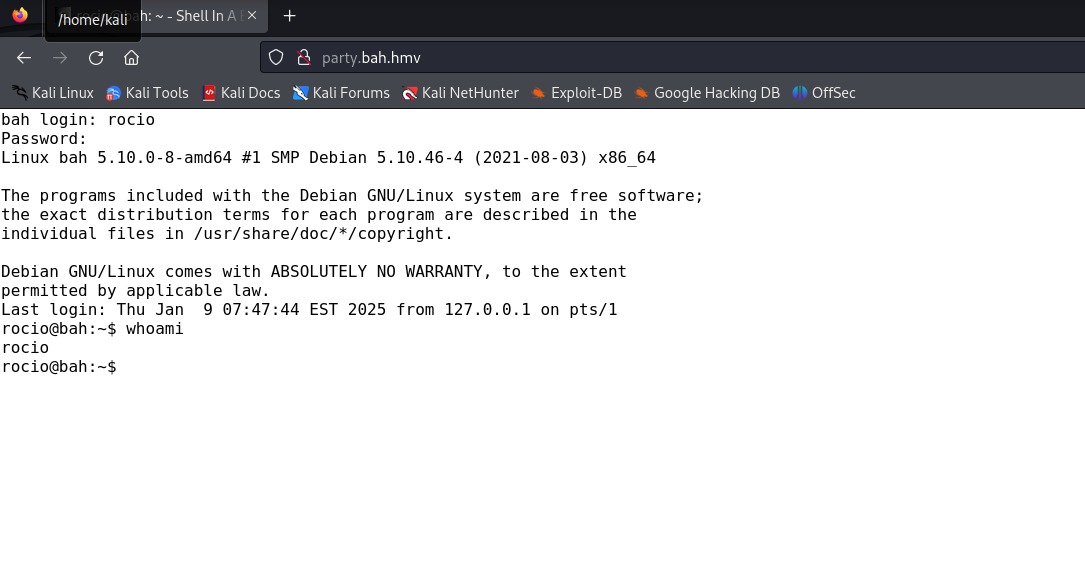 /home/kali
bah: ~ - Shell In A
party.bah.hmv
Kali Linux Kali Tools Kali Docs Kali Forums Kali NetHunter Exploit-DB Google Hacking DB OffSec
bah login: rocio
Password:
Linux bah 5.10.0-8-amd64 #1 SMP Debian 5.10.46-4 (2021-08-03) x86_64
The programs included with the Debian GNU/Linux system are free software;
the exact distribution terms for each program are described in the
individual files in /usr/share/doc/*/copyright.
Debian GNU/Linux comes with ABSOLUTELY NO WARRANTY, to the extent
permitted by applicable law.
Last login: Thu Jan  9 07:47:44 EST 2025 from 127.0.0.1 on pts/1
rocio@bah:~$ whoami
rocio
rocio@bah:~$